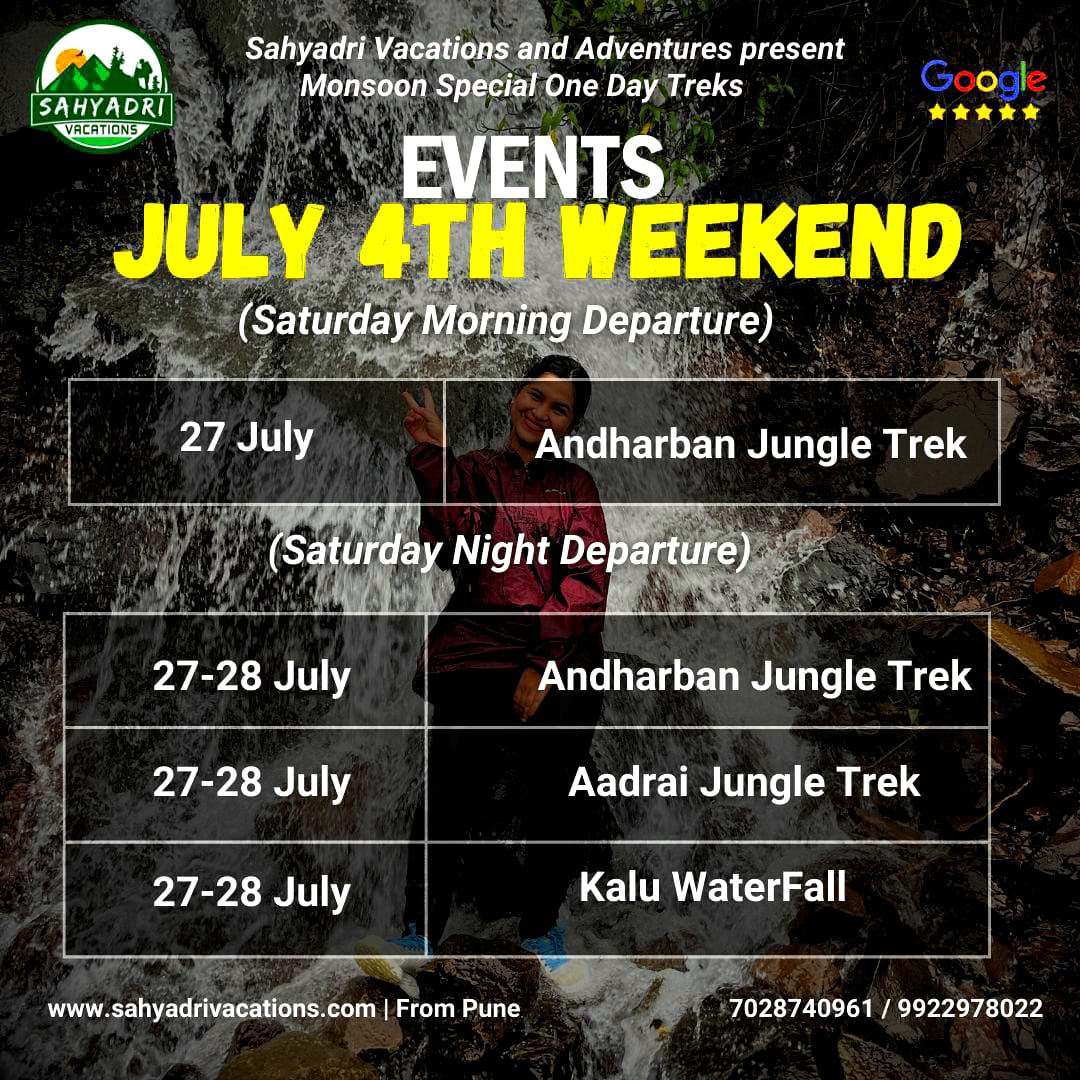 SAHYADRI
VACATIONS
Sahyadri Vacations and Adventures present
Monsoon Special One Day Treks
Google
EVENTS
JULY 4TH WEEKEND
(Saturday Morning Departure)
27 July Andharban Jungle Trek
(Saturday Night Departure)
27-28 July Andharban Jungle Trek
27-28 July Aadrai Jungle Trek
27-28 July Kalu WaterFall
www.sahyadrivacations.com | From Pune 7028740961 / 9922978022